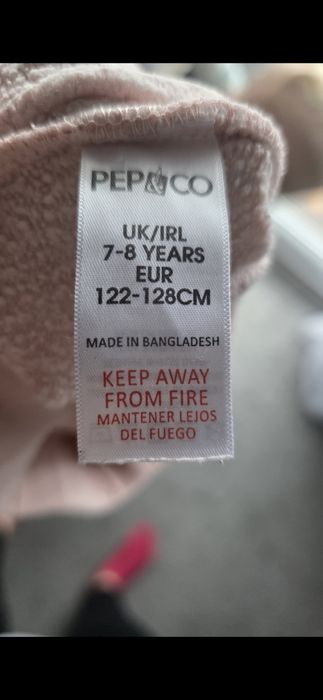 PEP&CO
UK/IRL
7-8 YEARS
EUR
122-128CM
MADE IN BANGLADESH
KEEP AWAY
FROM FIRE
MANTENER LEJOS
DEL FUEGO